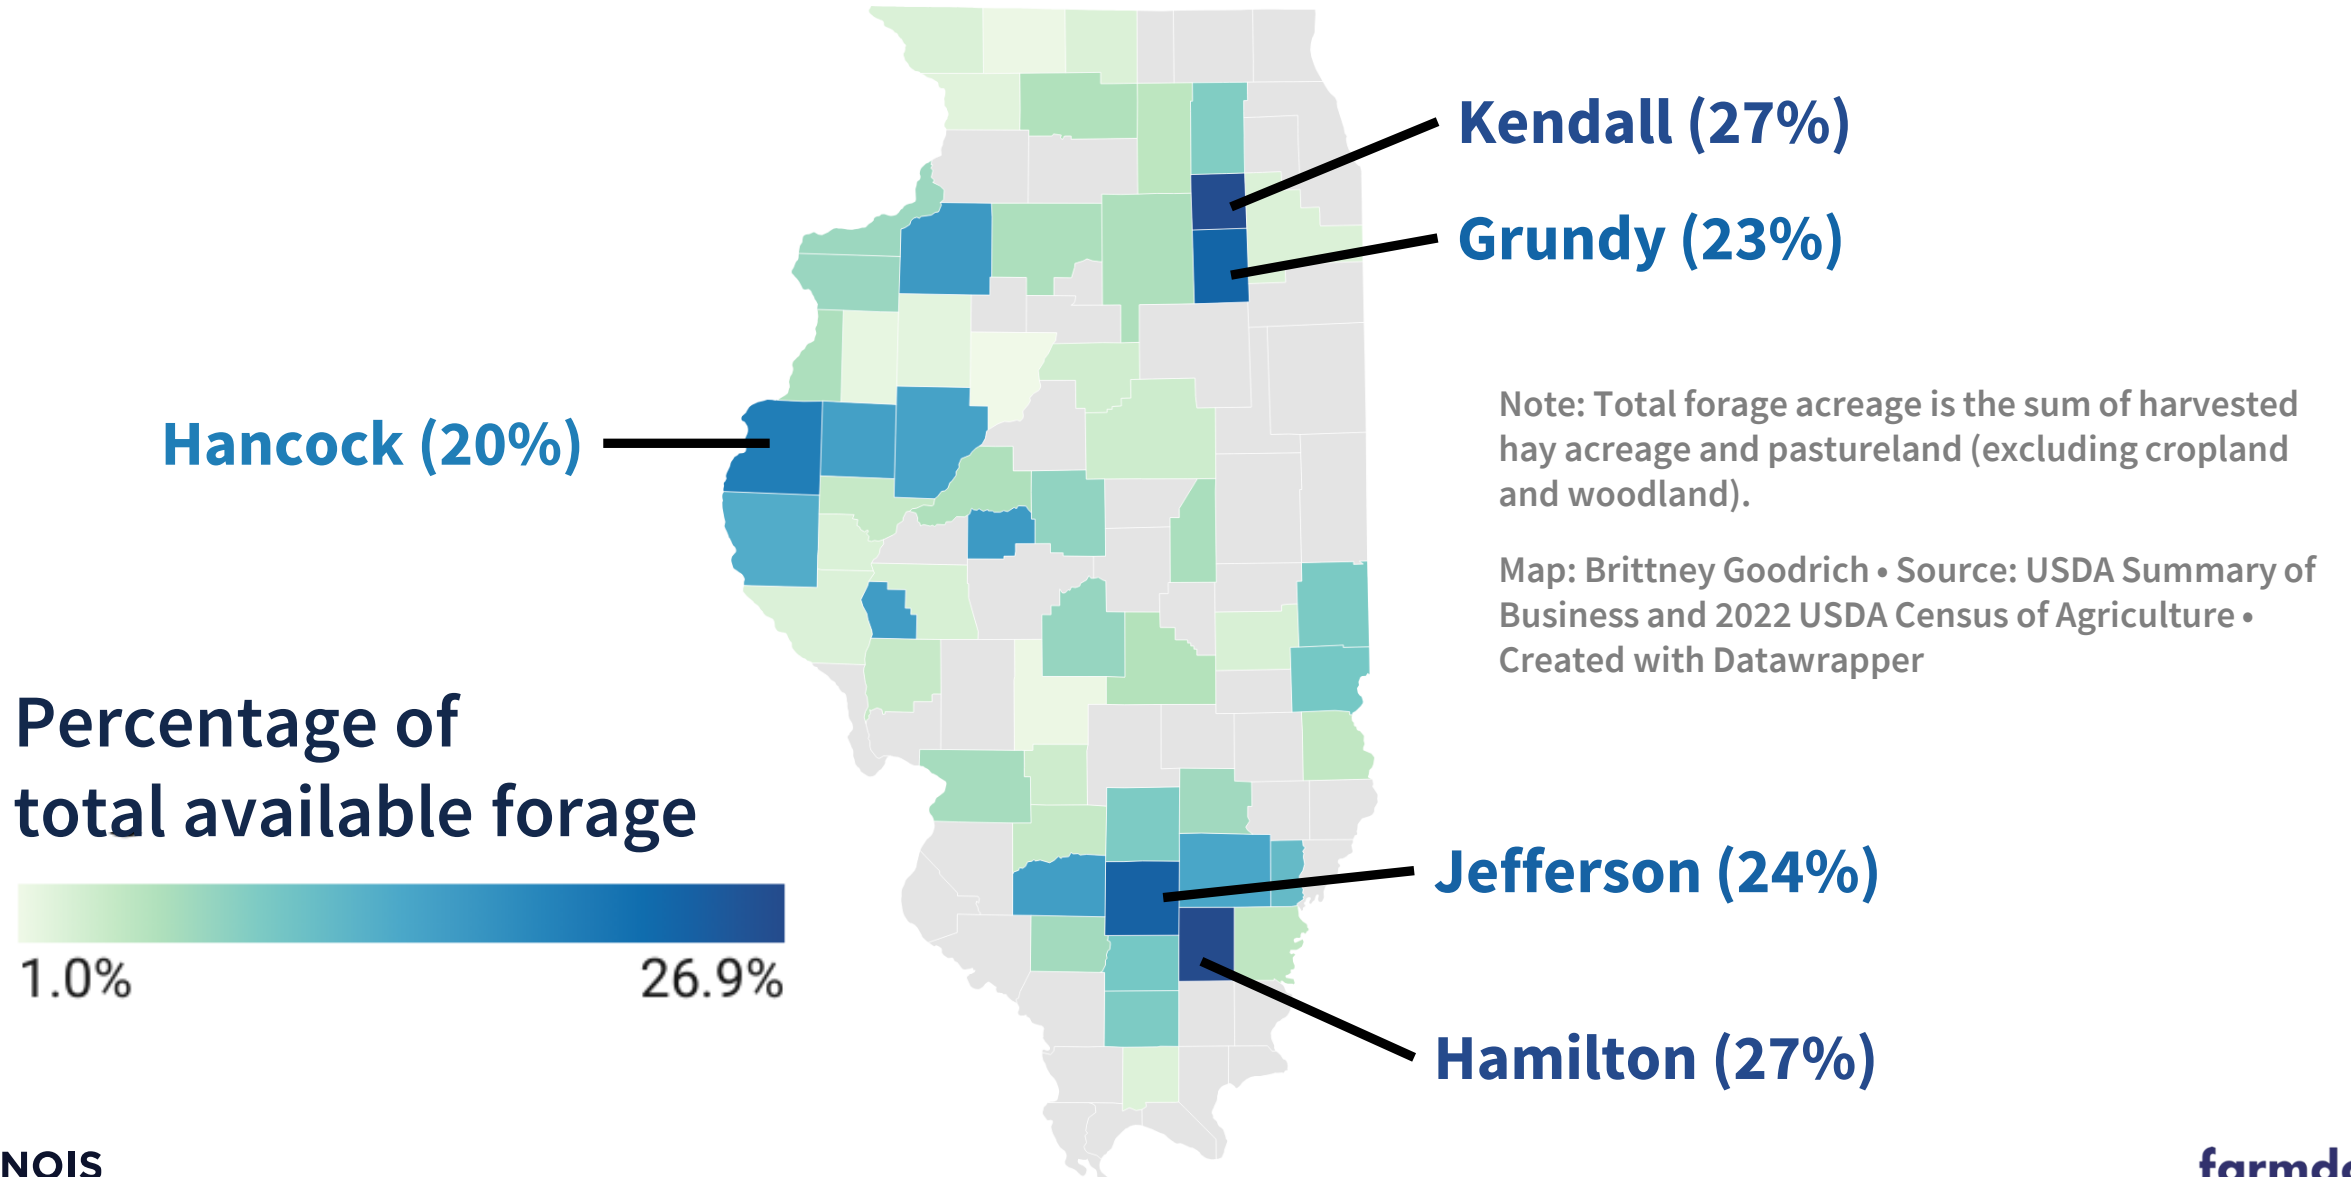 Kendall (27%)
Grundy (23%)
Hancock (20%)
Note: Total forage acreage is the sum of harvested
hay acreage and pastureland (excluding cropland
and woodland).
Map: Brittney Goodrich • Source: USDA Summary of
Business and 2022 USDA Census of Agriculture •
Created with Datawrapper
Percentage of
total available forage
1.0%
26.9%
Jefferson (24%)
Hamilton (27%)
NOIS
farmdo